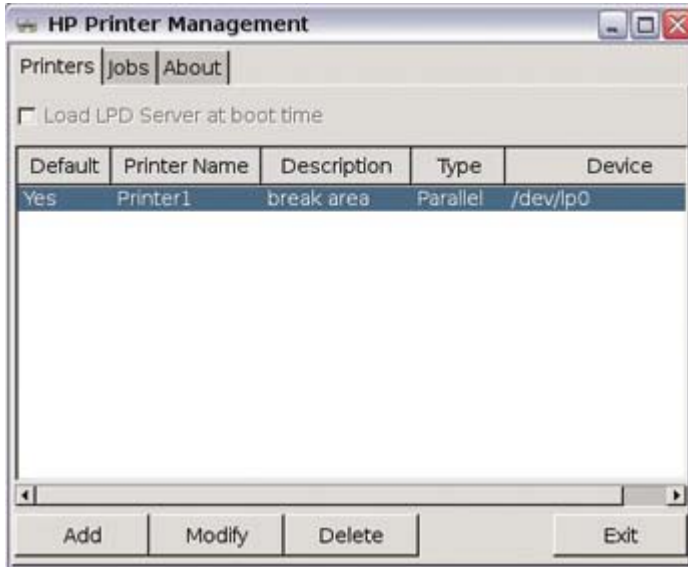 HP Printer Management
Printers Jobs About
Load LPD Server at boot time
Default Printer Name Description Type Device
Yes Printer1 break area Parallel /dev/lp0
Add Modify Delete Exit